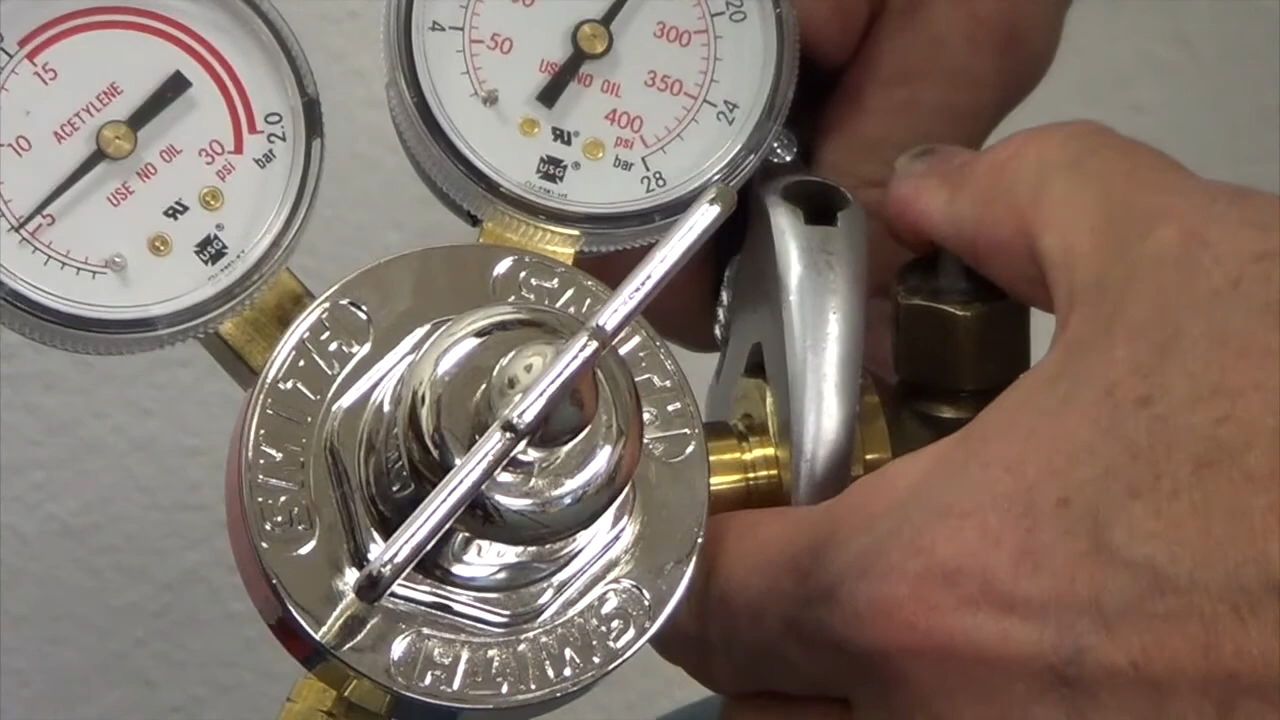 15
10
5
ACETYLENE
USE NO OIL
30
psi
bar
2.0
USG
4
50
USE NO OIL
300
350
400
psi
bar
20
24
28
USG
SMITH
SMITH
SMITH